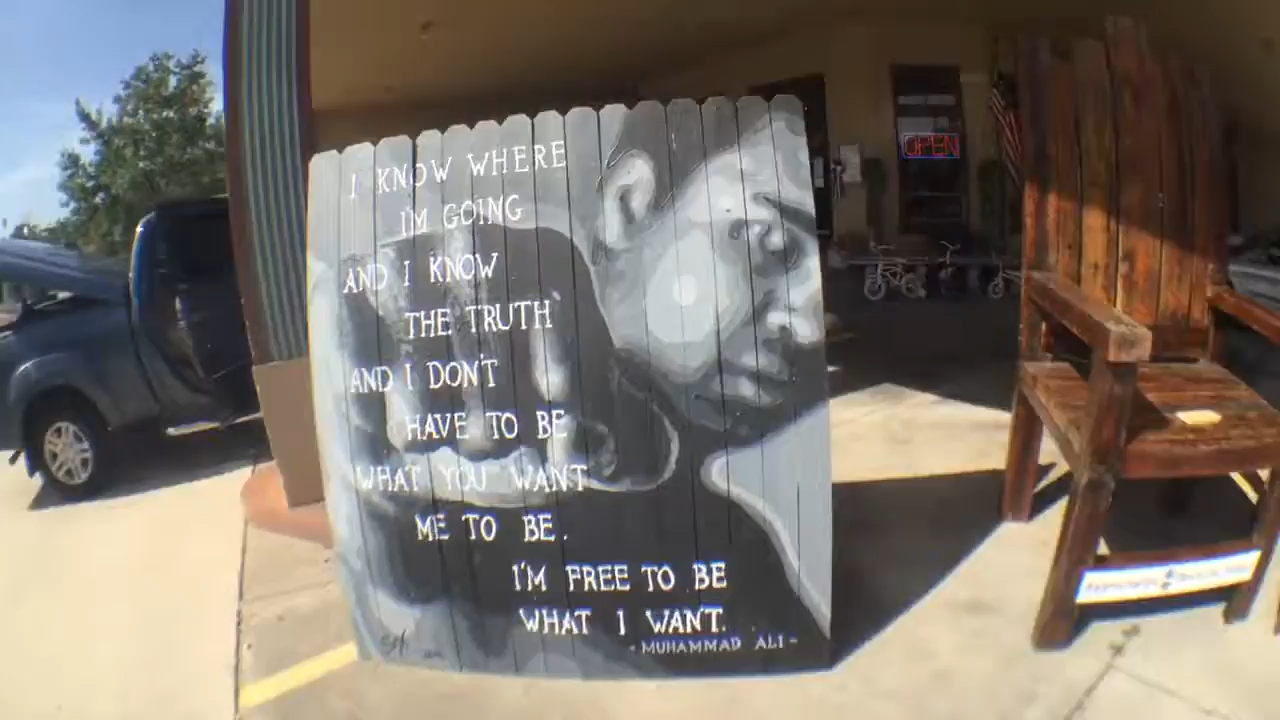 I KNOW WHERE
I'M GOING
AND I KNOW
THE TRUTH
AND I DON'T
HAVE TO BE
WHAT YOU WANT
ME TO BE.
I'M FREE TO BE
WHAT I WANT.
- MUHAMMAD ALI -
OPEN